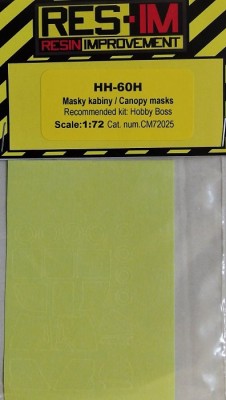 RES-IM
RESIN IMPROVEMENT
HH-60H
Masky kabiny / Canopy masks
Recommended kit: Hobby Boss
Scale:1:72 Cat. num.CM72025